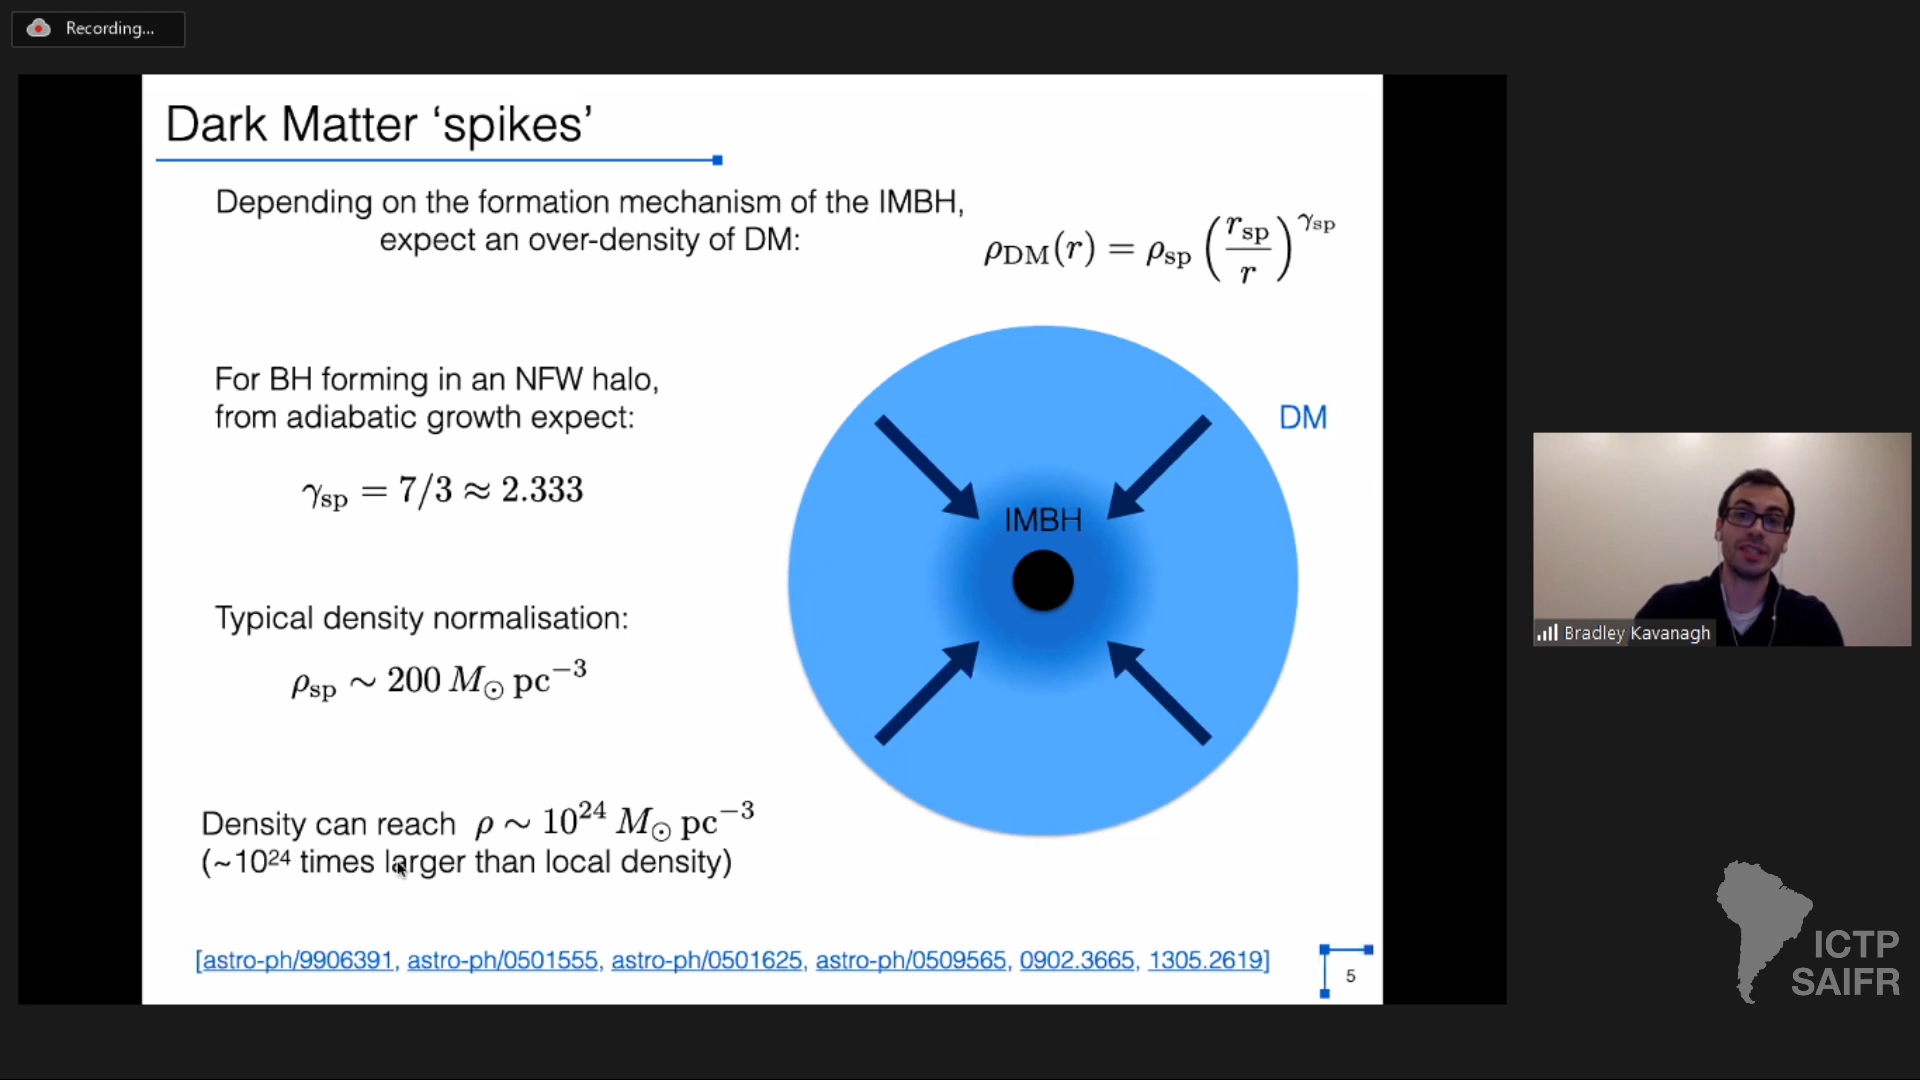 Recording...
Dark Matter ‘spikes’
Depending on the formation mechanism of the IMBH,
expect an over-density of DM:
ρ_DM(r) = ρ_sp (r_sp / r)^γ_sp
For BH forming in an NFW halo,
from adiabatic growth expect:
γ_sp = 7/3 ≈ 2.333
Typical density normalisation:
ρ_sp ∼ 200 M_⊙ pc⁻³
Density can reach ρ ∼ 10²⁴ M_⊙ pc⁻³
(~10²⁴ times larger than local density)
DM
IMBH
[astro-ph/9906391, astro-ph/0501555, astro-ph/0501625, astro-ph/0509565, 0902.3665, 1305.2619]
5
Bradley Kavanagh
ICTP
SAIFR